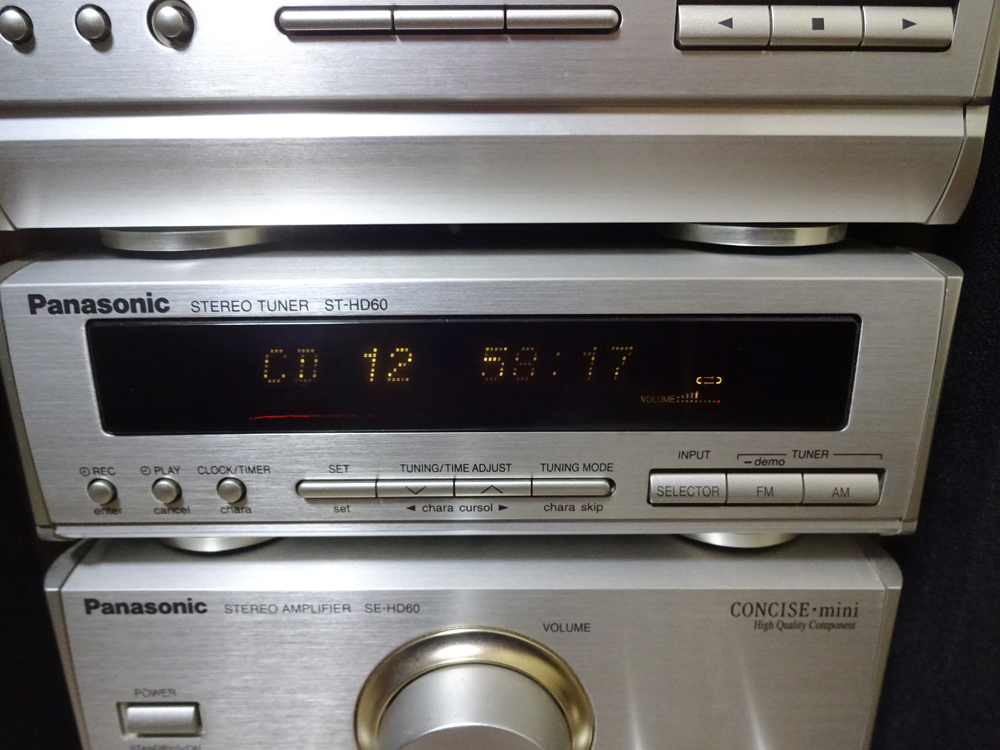 Panasonic STEREO TUNER ST-HD60
CD 12 58:17
VOLUME
REC PLAY CLOCK/TIMER SET TUNING/TIME ADJUST TUNING MODE INPUT TUNER
demo
SELECTOR FM AM
enter cancel chara set ◄ chara cursol ► chara skip
Panasonic STEREO AMPLIFIER SE-HD60
CONCISE·mini
High Quality Component
VOLUME
POWER